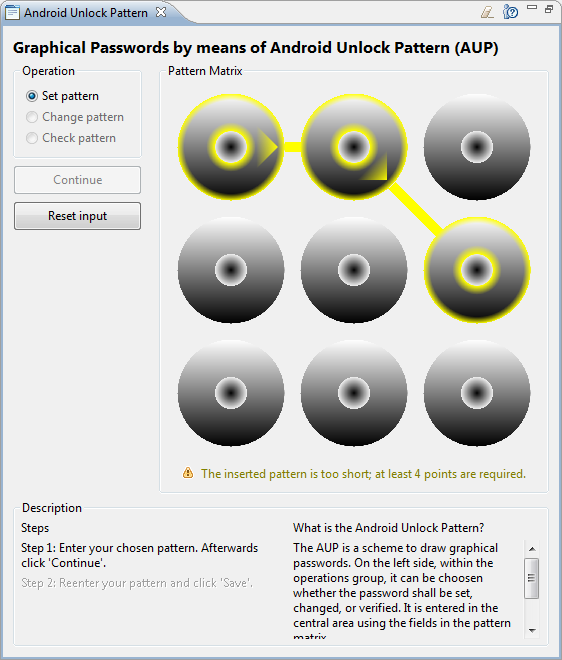 Android Unlock Pattern
Graphical Passwords by means of Android Unlock Pattern (AUP)
Operation
Set pattern
Change pattern
Check pattern
Continue
Reset input
Pattern Matrix
The inserted pattern is too short; at least 4 points are required.
Description
Steps
Step 1: Enter your chosen pattern. Afterwards
click 'Continue'.
Step 2: Reenter your pattern and click 'Save'.
What is the Android Unlock Pattern?
The AUP is a scheme to draw graphical
passwords. On the left side, within the
operations group, it can be choosen
whether the password shall be set,
changed, or verified. It is entered in the
central area using the fields in the pattern
matrix